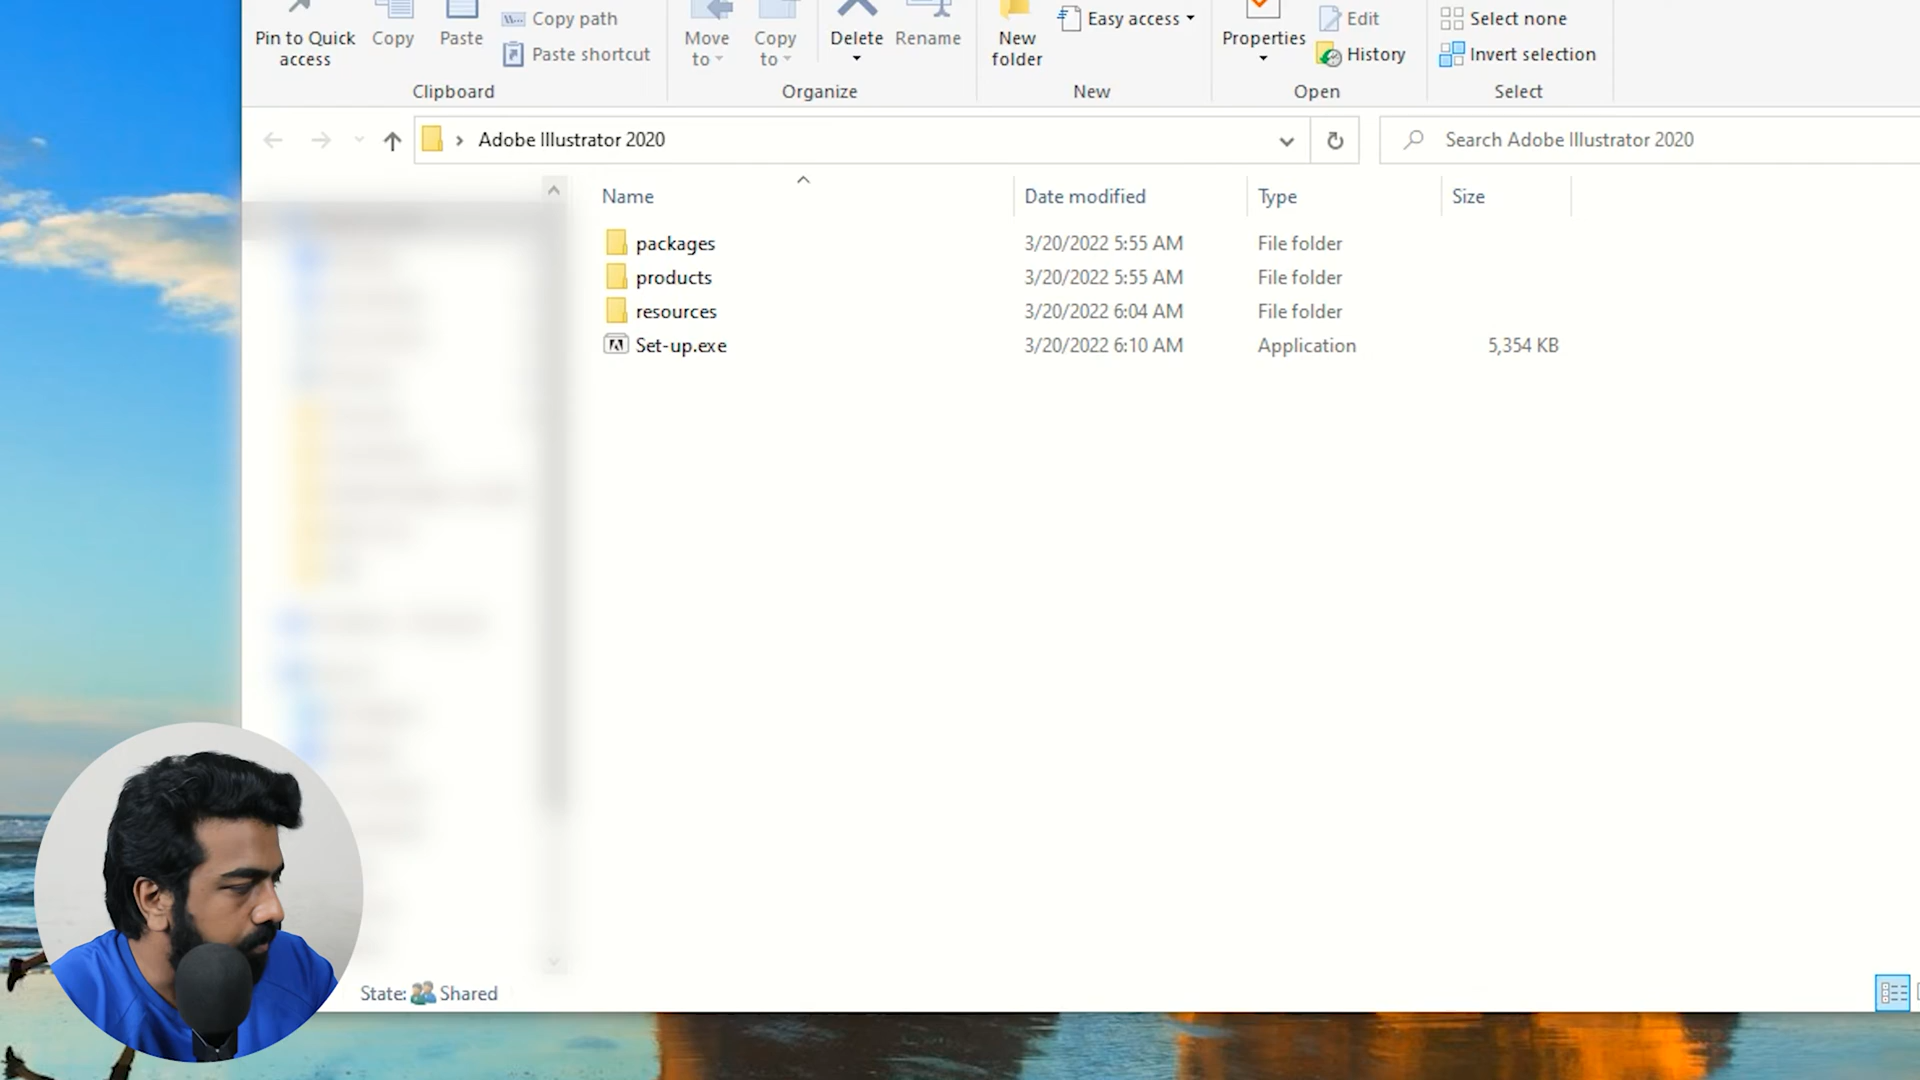 Pin to Quick access
Copy
Paste
Copy path
Paste shortcut
Clipboard
Move to
Copy to
Delete
Rename
Organize
New folder
Easy access
New
Properties
Edit
History
Open
Select none
Invert selection
Select
Adobe Illustrator 2020
Search Adobe Illustrator 2020
Name Date modified Type Size
packages 3/20/2022 5:55 AM File folder
products 3/20/2022 5:55 AM File folder
resources 3/20/2022 6:04 AM File folder
Set-up.exe 3/20/2022 6:10 AM Application 5,354 KB
State: Shared